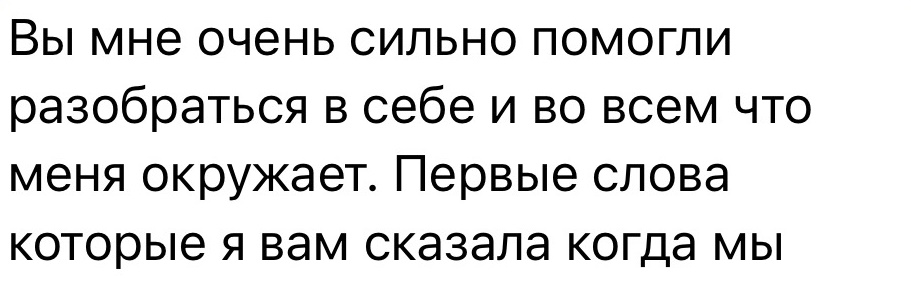 Вы мне очень сильно помогли
разобраться в себе и во всем что
меня окружает. Первые слова
которые я вам сказала когда мы